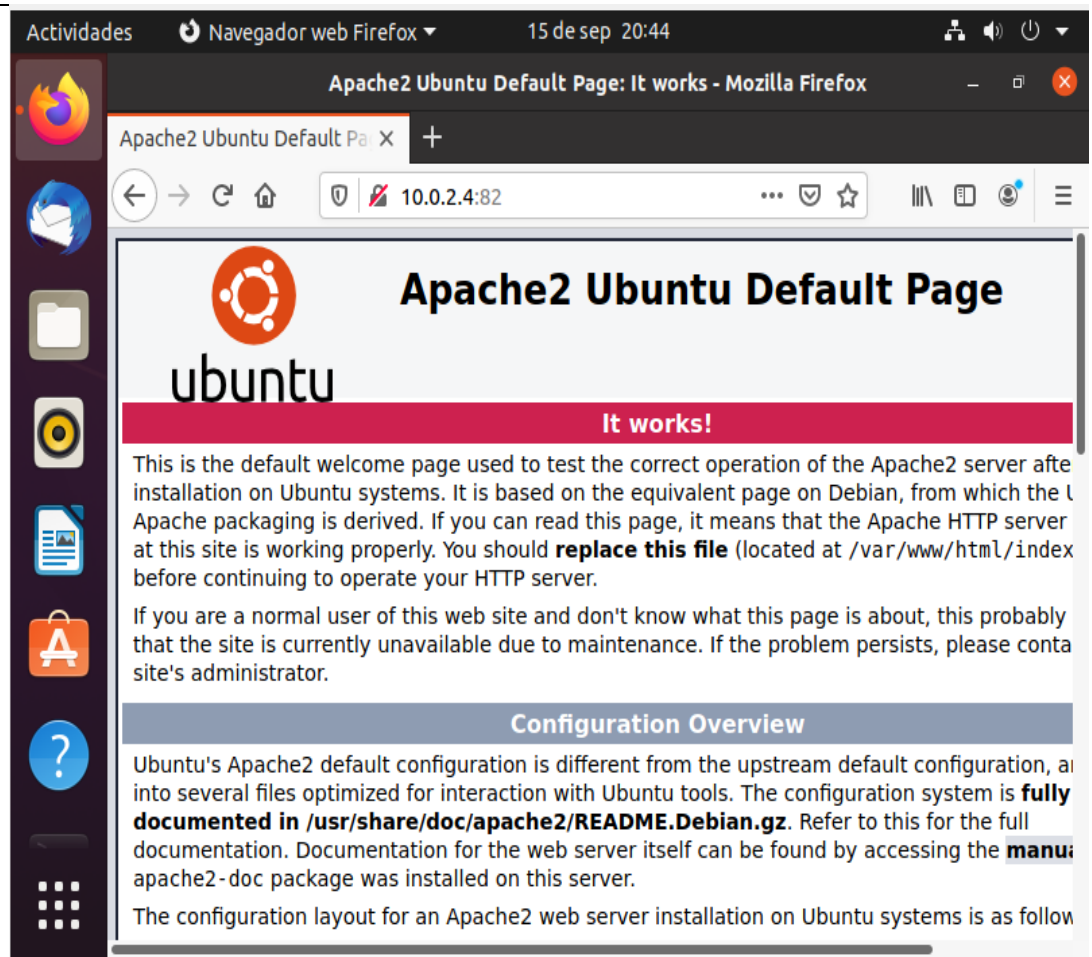 Actividades Navegador web Firefox 15 de sep 20:44
Apache2 Ubuntu Default Page: It works - Mozilla Firefox
Apache2 Ubuntu Default Pa
10.0.2.4:82
Apache2 Ubuntu Default Page
ubuntu
It works!
This is the default welcome page used to test the correct operation of the Apache2 server afte
installation on Ubuntu systems. It is based on the equivalent page on Debian, from which the U
Apache packaging is derived. If you can read this page, it means that the Apache HTTP server
at this site is working properly. You should replace this file (located at /var/www/html/index
before continuing to operate your HTTP server.
If you are a normal user of this web site and don't know what this page is about, this probably
that the site is currently unavailable due to maintenance. If the problem persists, please conta
site's administrator.
Configuration Overview
Ubuntu's Apache2 default configuration is different from the upstream default configuration, a
into several files optimized for interaction with Ubuntu tools. The configuration system is fully
documented in /usr/share/doc/apache2/README.Debian.gz. Refer to this for the full
documentation. Documentation for the web server itself can be found by accessing the manua
apache2-doc package was installed on this server.
The configuration layout for an Apache2 web server installation on Ubuntu systems is as follow